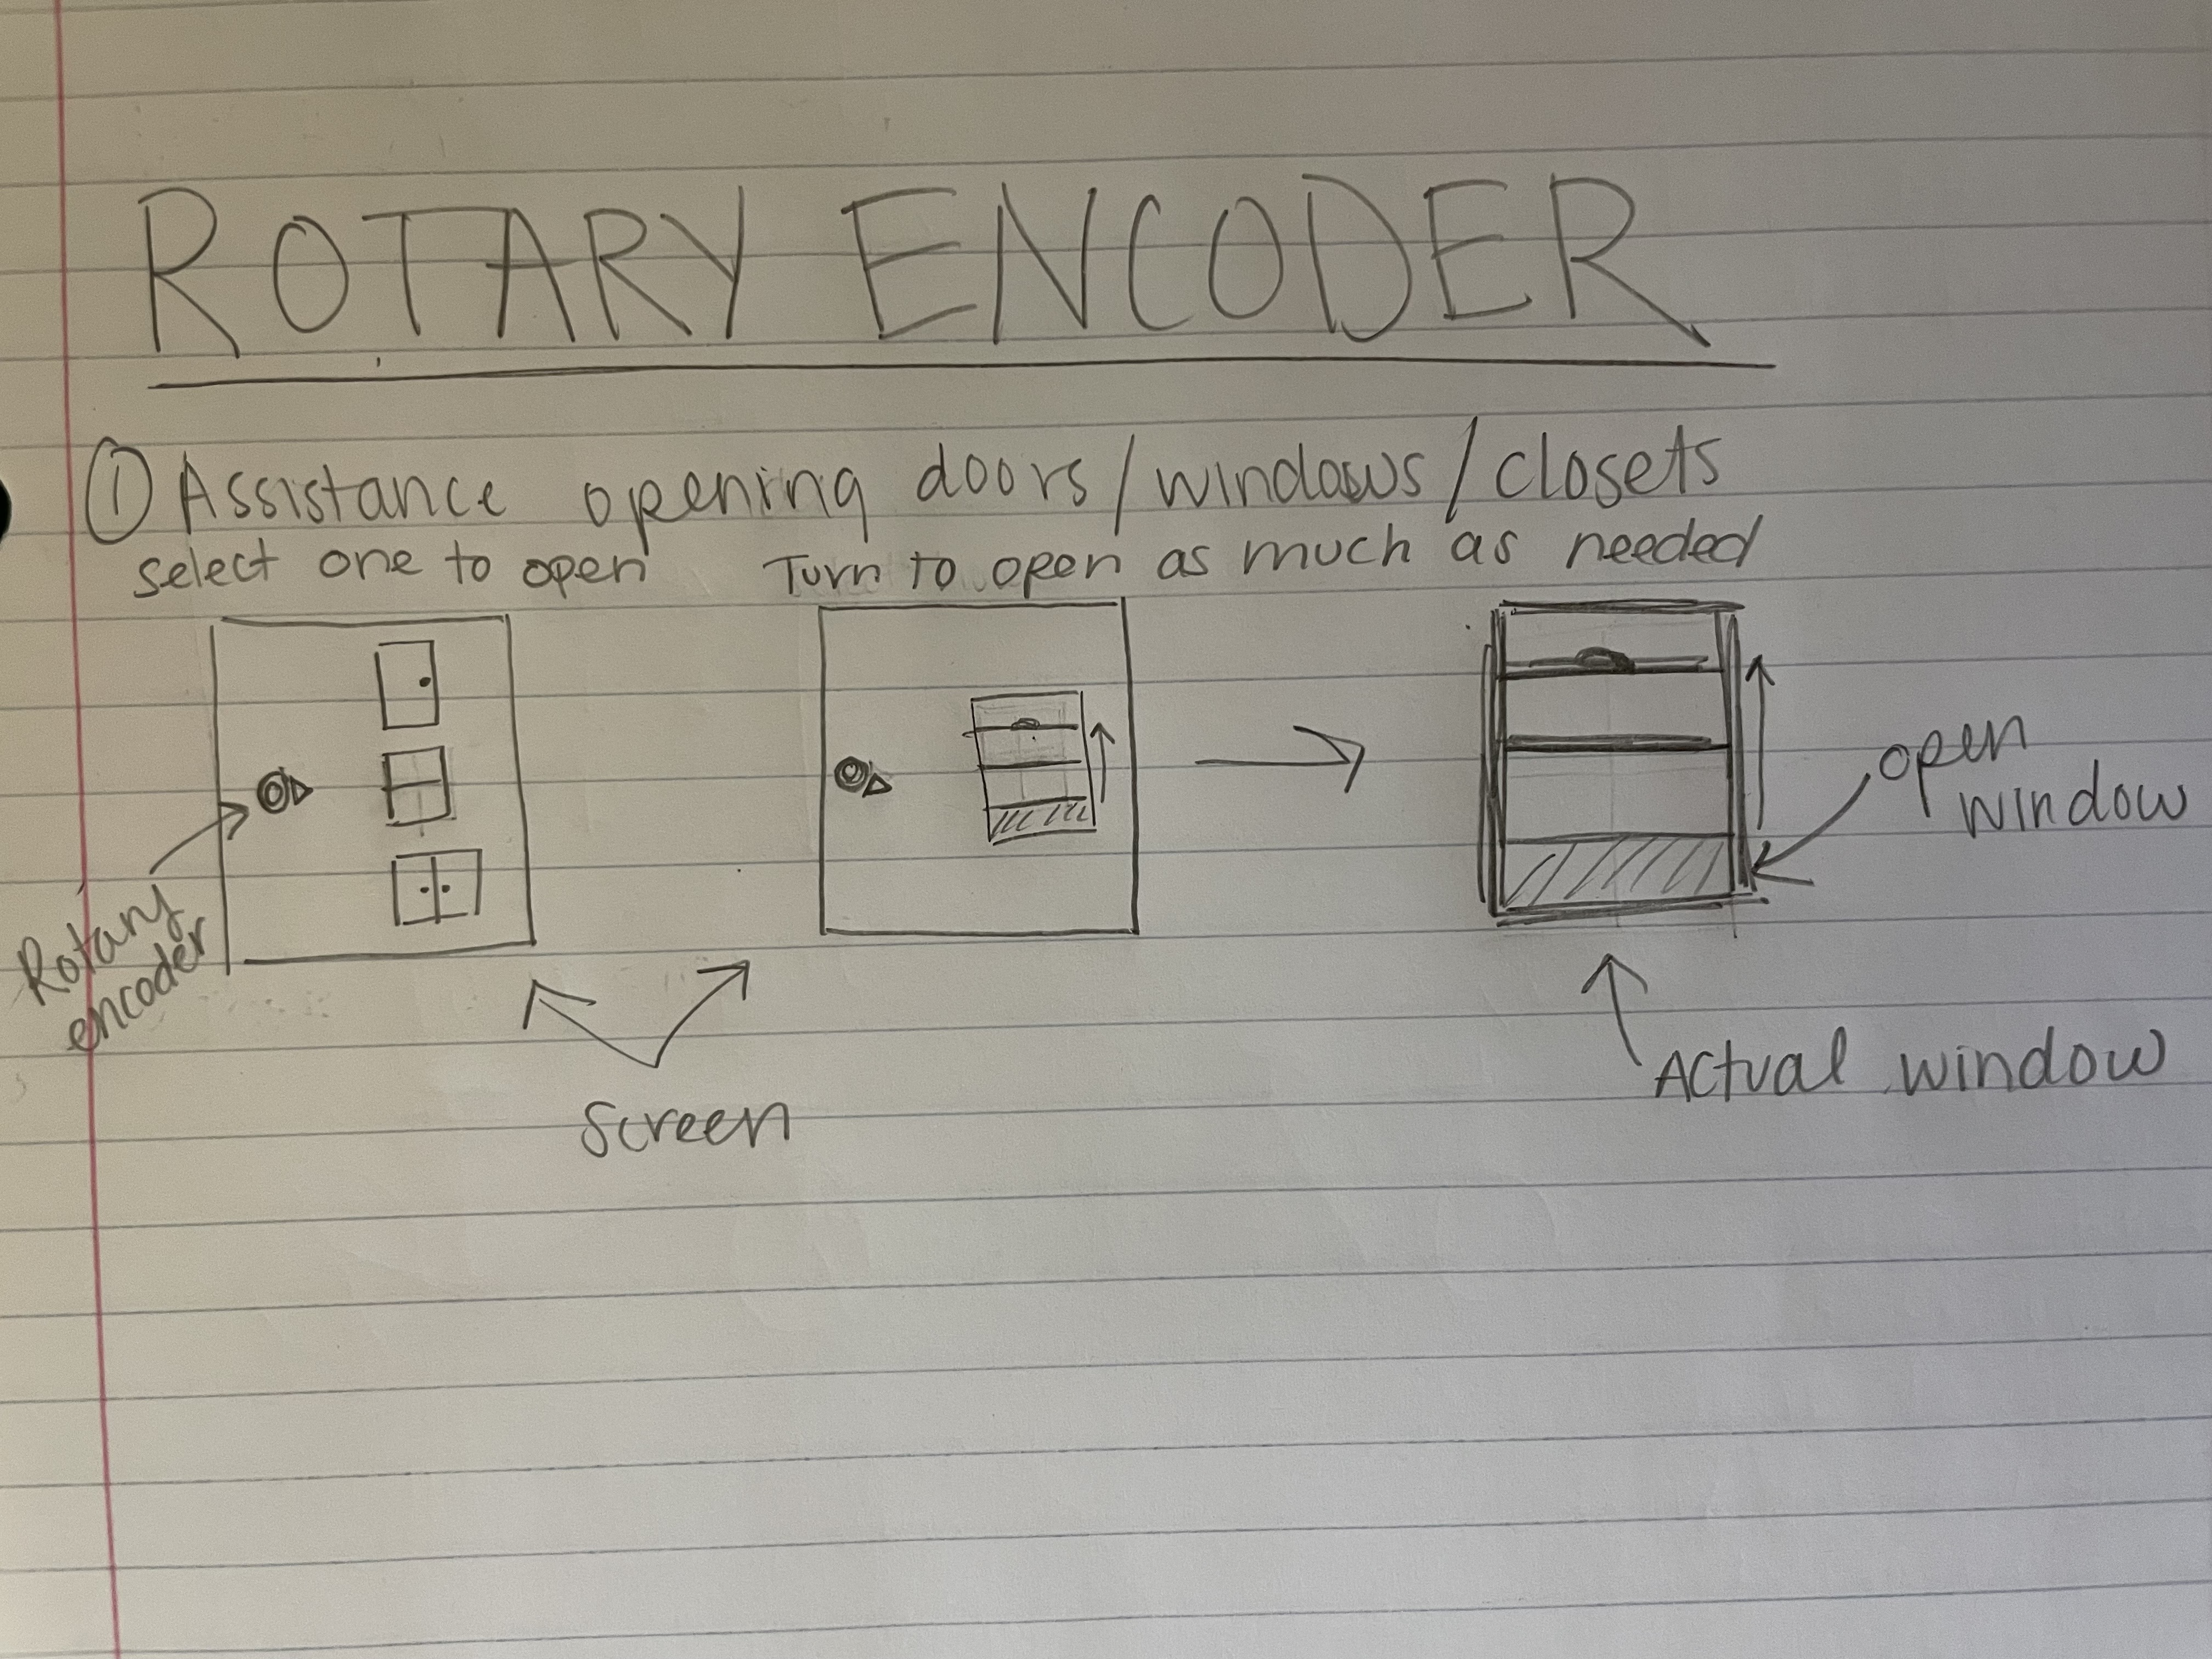 ROTARY ENCODER
① Assistance opening doors/windows/closets
select one to open
Turn to open as much as needed
Rotary
encoder
Screen
open
window
Actual window